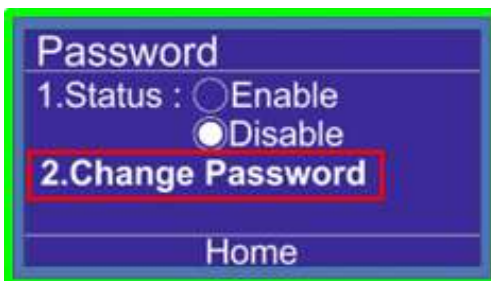 Password
1.Status : Enable
Disable
2.Change Password
Home